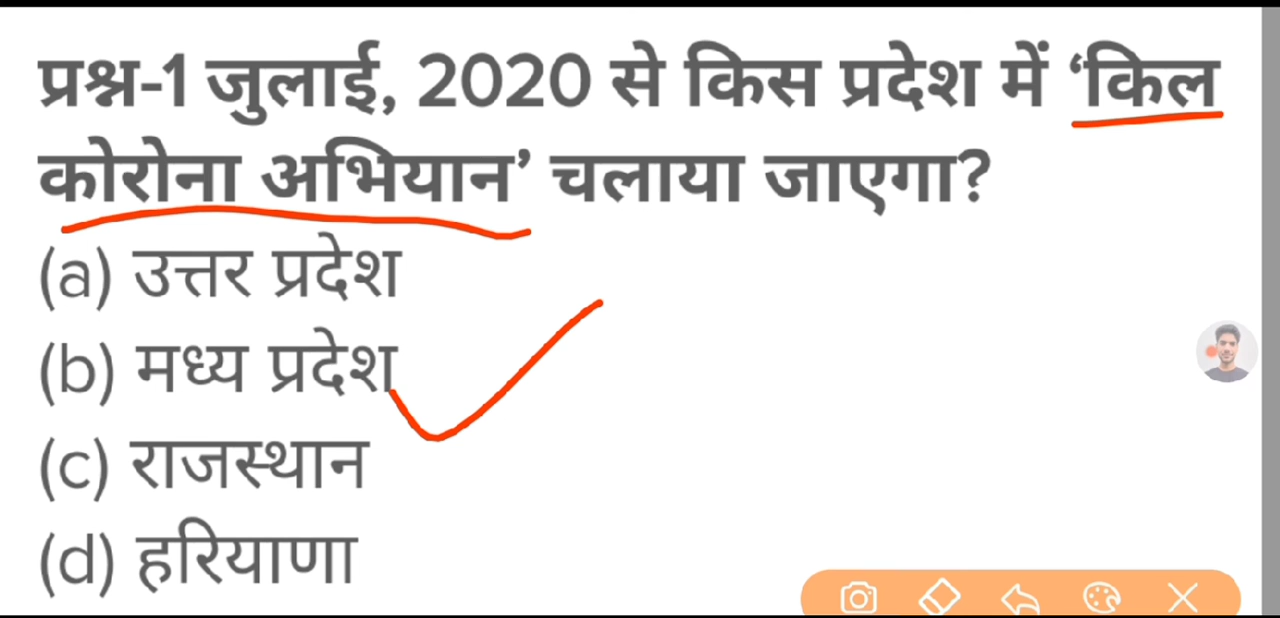 प्रश्न-1 जुलाई, 2020 से किस प्रदेश में ‘किल
कोरोना अभियान’ चलाया जाएगा?
(a) उत्तर प्रदेश
(b) मध्य प्रदेश
(c) राजस्थान
(d) हरियाणा